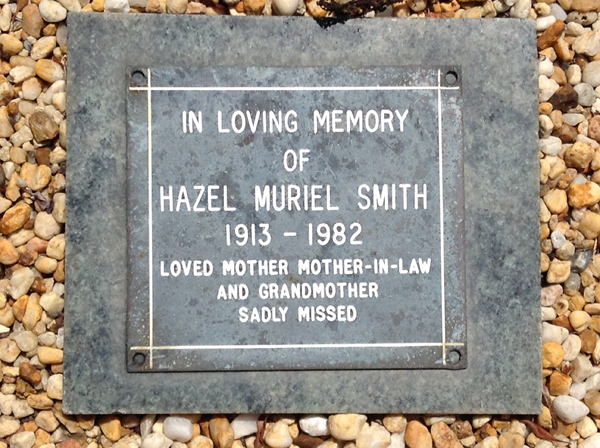 IN LOVING MEMORY
OF
HAZEL MURIEL SMITH
1913 - 1982
LOVED MOTHER MOTHER-IN-LAW
AND GRANDMOTHER
SADLY MISSED